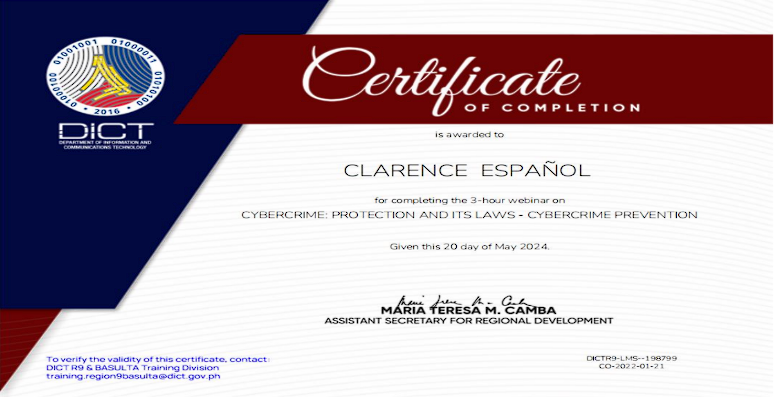 01000100 01001001 01000011 01010100
• 2016 •
DICT
DEPARTMENT OF INFORMATION AND
COMMUNICATIONS TECHNOLOGY
Certificate
OF COMPLETION
is awarded to
CLARENCE ESPAÑOL
for completing the 3-hour webinar on
CYBERCRIME: PROTECTION AND ITS LAWS - CYBERCRIME PREVENTION
Given this 20 day of May 2024.
MARIA TERESA M. CAMBA
ASSISTANT SECRETARY FOR REGIONAL DEVELOPMENT
To verify the validity of this certificate, contact:
DICT R9 & BASULTA Training Division
training.region9basulta@dict.gov.ph
DICTR9-LMS--198799
CO-2022-01-21